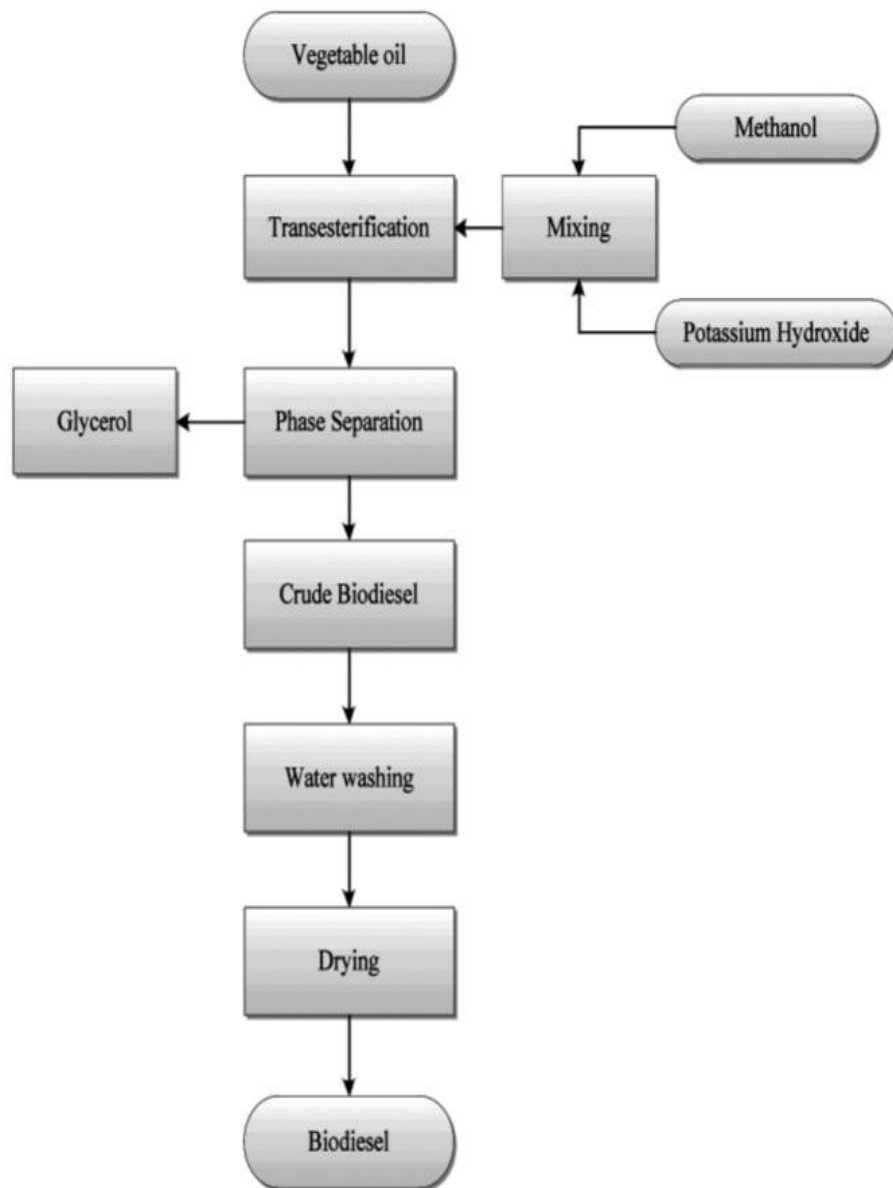 Vegetable oil
Methanol
Transesterification
Mixing
Potassium Hydroxide
Glycerol
Phase Separation
Crude Biodiesel
Water washing
Drying
Biodiesel